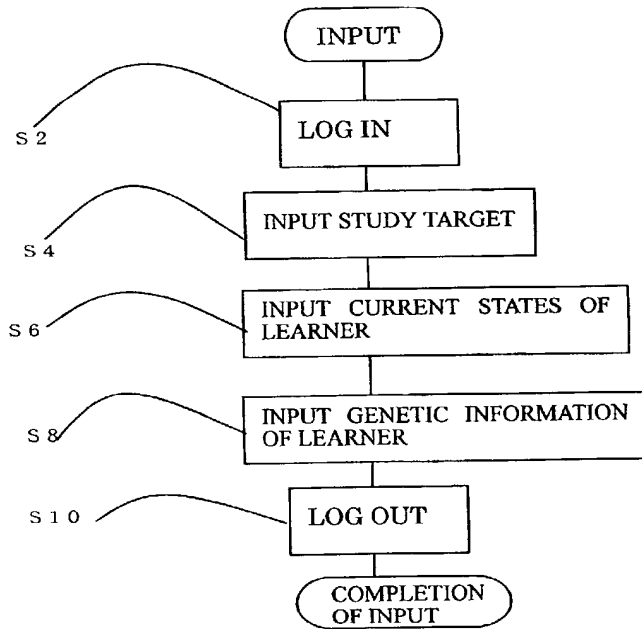 INPUT
S2
LOG IN
S4
INPUT STUDY TARGET
S6
INPUT CURRENT STATES OF
LEARNER
S8
INPUT GENETIC INFORMATION
OF LEARNER
S10
LOG OUT
COMPLETION
OF INPUT